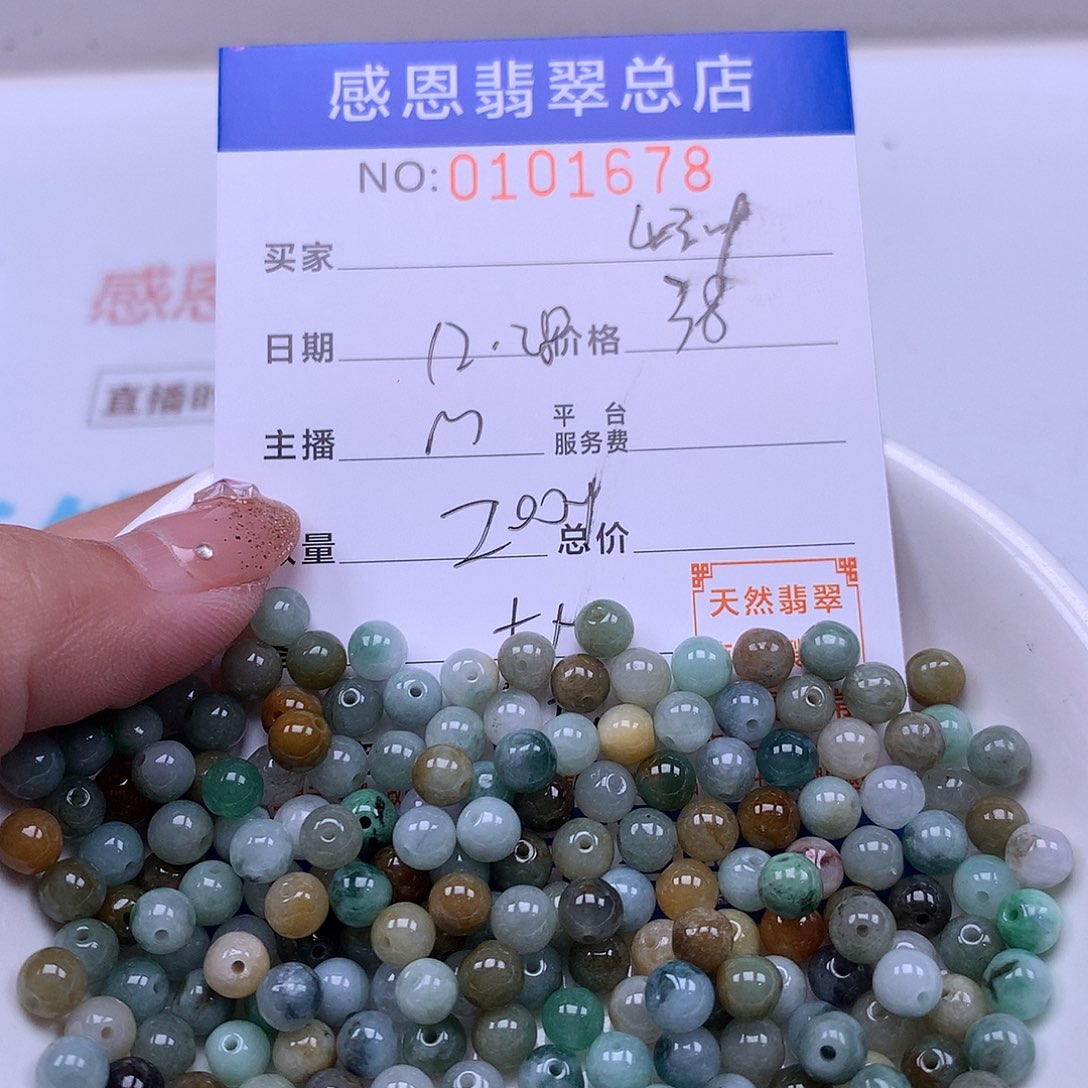 感恩翡翠总店
NO:0101678
买家
日期 12.28 价格 38
主播 M 平台服务费
量 总价
天然翡翠
感恩
直播时